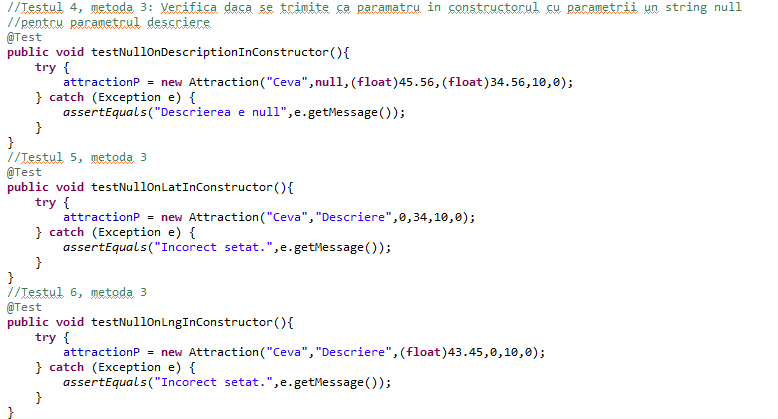 //Testul 4, metoda 3: Verifica daca se trimite ca paramatru in constructorul cu parametrii un string null
//pentru parametrul descriere
@Test
public void testNullOnDescriptionInConstructor(){
    try {
        attractionP = new Attraction("Ceva",null,(float)45.56,(float)34.56,10,0);
    } catch (Exception e) {
        assertEquals("Descrierea e null",e.getMessage());
    }
}
//Testul 5, metoda 3
@Test
public void testNullOnLatInConstructor(){
    try {
        attractionP = new Attraction("Ceva","Descriere",0,34,10,0);
    } catch (Exception e) {
        assertEquals("Incorect setat.",e.getMessage());
    }
}
//Testul 6, metoda 3
@Test
public void testNullOnLngInConstructor(){
    try {
        attractionP = new Attraction("Ceva","Descriere",(float)43.45,0,10,0);
    } catch (Exception e) {
        assertEquals("Incorect setat.",e.getMessage());
    }
}